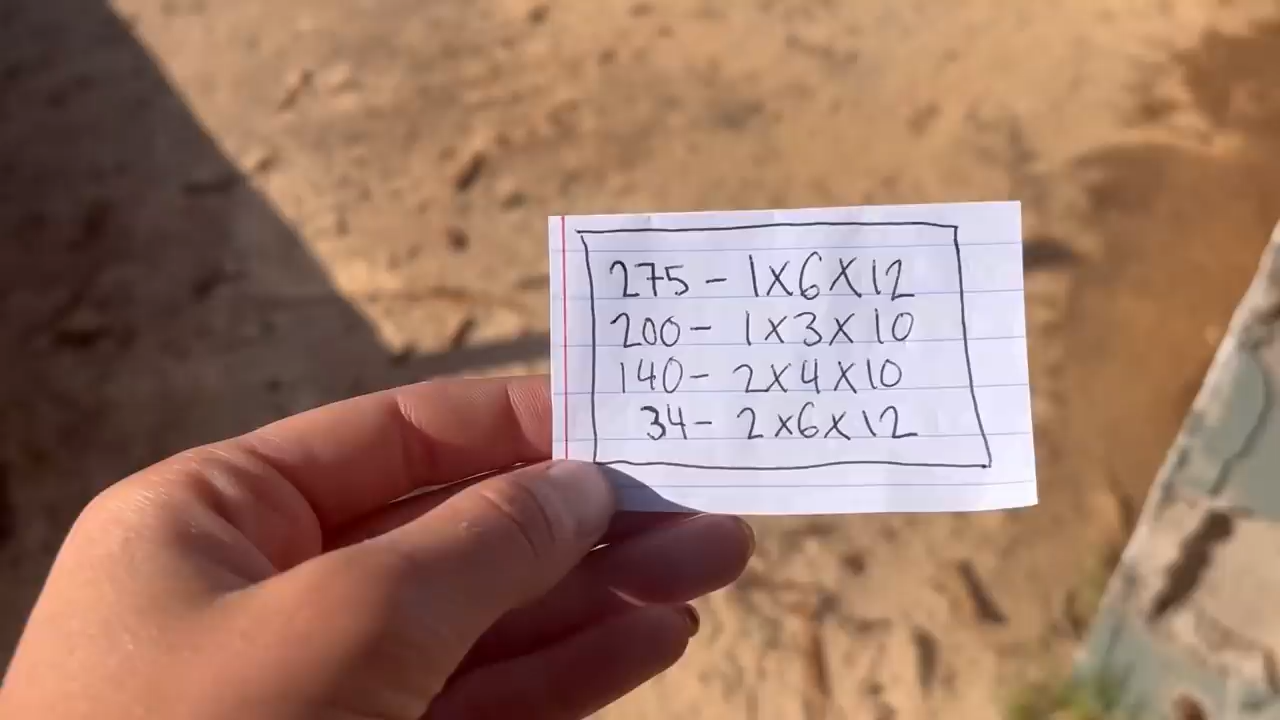 275 - 1x6x12
200 - 1x3x10
140 - 2x4x10
34 - 2x6x12